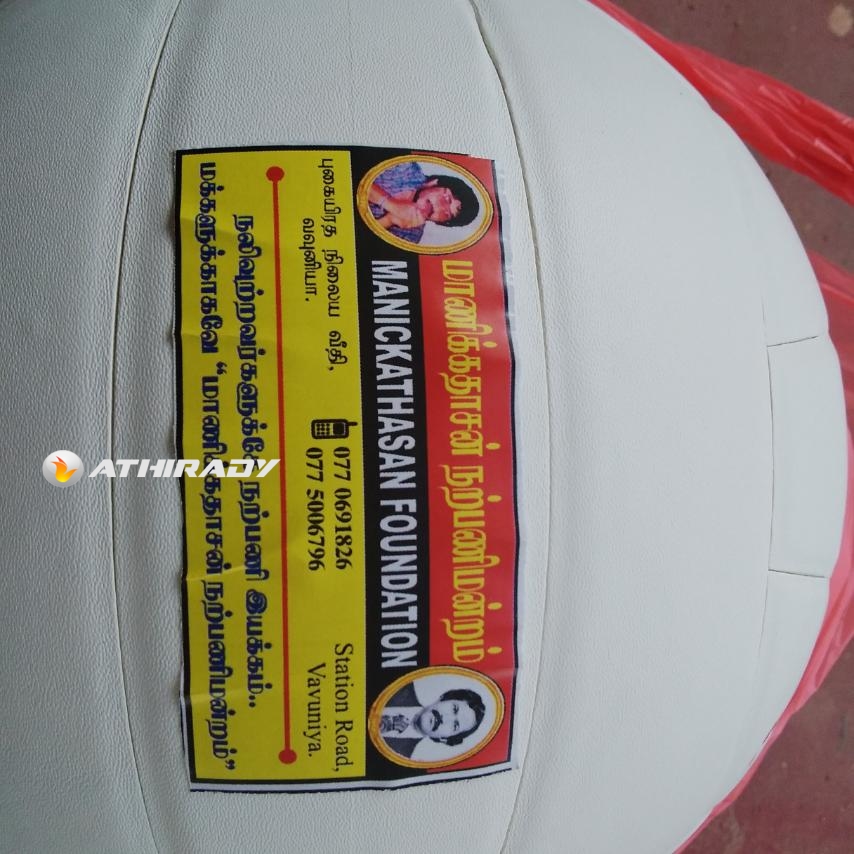 மாணிக்கதாசன் நற்பணிமன்றம்
MANICKATHASAN FOUNDATION
புகையிரத நிலைய வீதி,
வவுனியா.
077 0691826
077 5006796
Station Road,
Vavuniya.
நலிவுற்றவர்களுக்கே நற்பணி இயக்கம்..
மக்களுக்காகவே “மாணிக்கதாசன் நற்பணிமன்றம்”
ATHIRADY